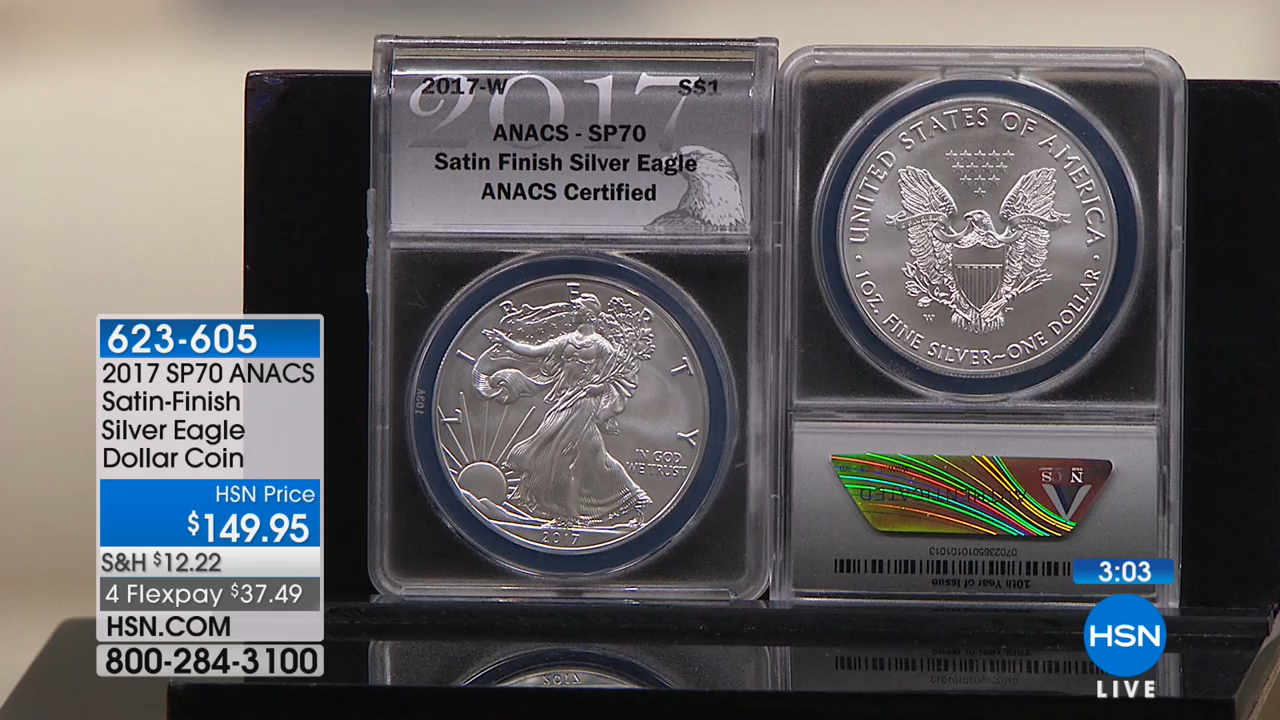 2017
2017-W S$1
ANACS - SP70
Satin Finish Silver Eagle
ANACS Certified
LIBERTY
IN GOD
WE TRUST
2017
UNITED STATES OF AMERICA
W
1 OZ. FINE SILVER~ONE DOLLAR
0702365010101013
10th Year of Issue
623-605
2017 SP70 ANACS
Satin-Finish
Silver Eagle
Dollar Coin
HSN Price
$149.95
S&H $12.22
4 Flexpay $37.49
HSN.COM
800-284-3100
3:03
HSN
LIVE